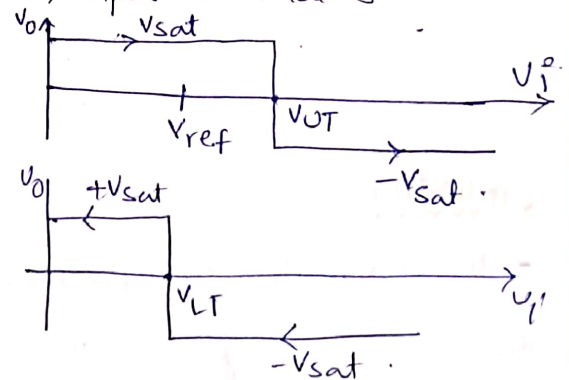 Vo Vsat
Vi
Vref VUT
-Vsat.
Vo +Vsat
VLT Vi
-Vsat.